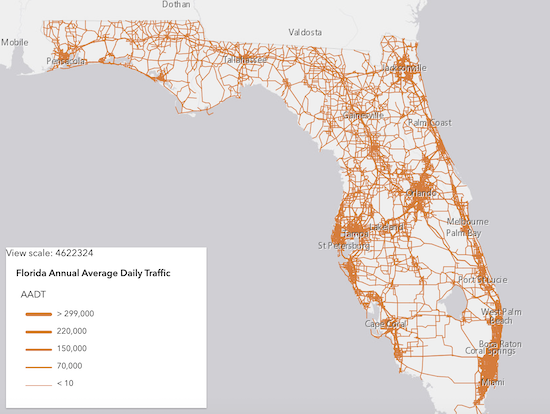 Dothan
Mobile
Valdosta
Pensacola
Tallahassee
Jacksonville
Gainesville
Palm Coast
Orlando
Melbourne
Lakeland
Palm Bay
Tampa
St Petersburg
View scale: 4622324
Port St Lucie
Florida Annual Average Daily Traffic
AADT
> 299,000
220,000
150,000
70,000
< 10
West Palm
Beach
Cape Coral
Boca Raton
Coral Springs
Miami